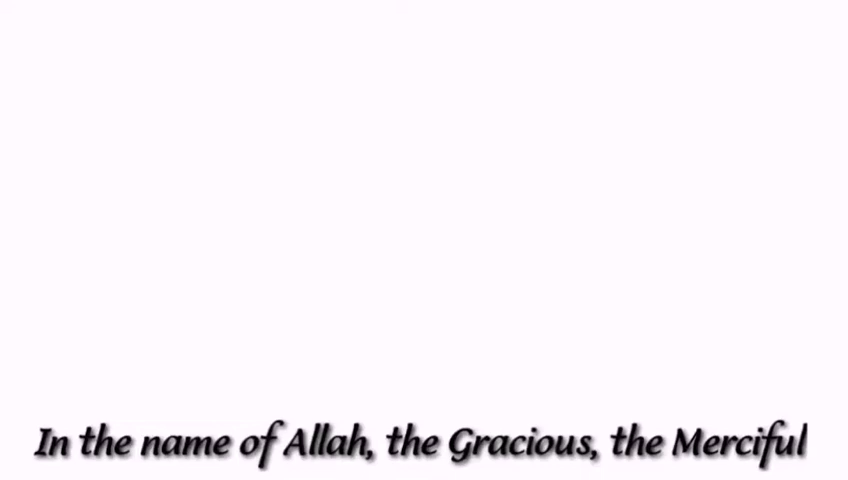 In the name of Allah, the Gracious, the Merciful